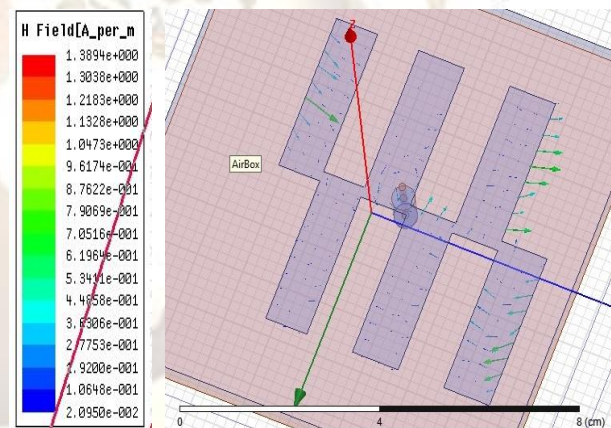 H Field[A_per_m
1.3894e+000
1.3038e+000
1.2183e+000
1.1328e+000
1.0473e+000
9.6174e-001
8.7622e-001
7.9069e-001
7.0516e-001
6.1964e-001
5.3411e-001
4.4858e-001
3.6306e-001
2.7753e-001
1.9200e-001
1.0648e-001
2.0950e-002
Z
AirBox
0 4 8 (cm)